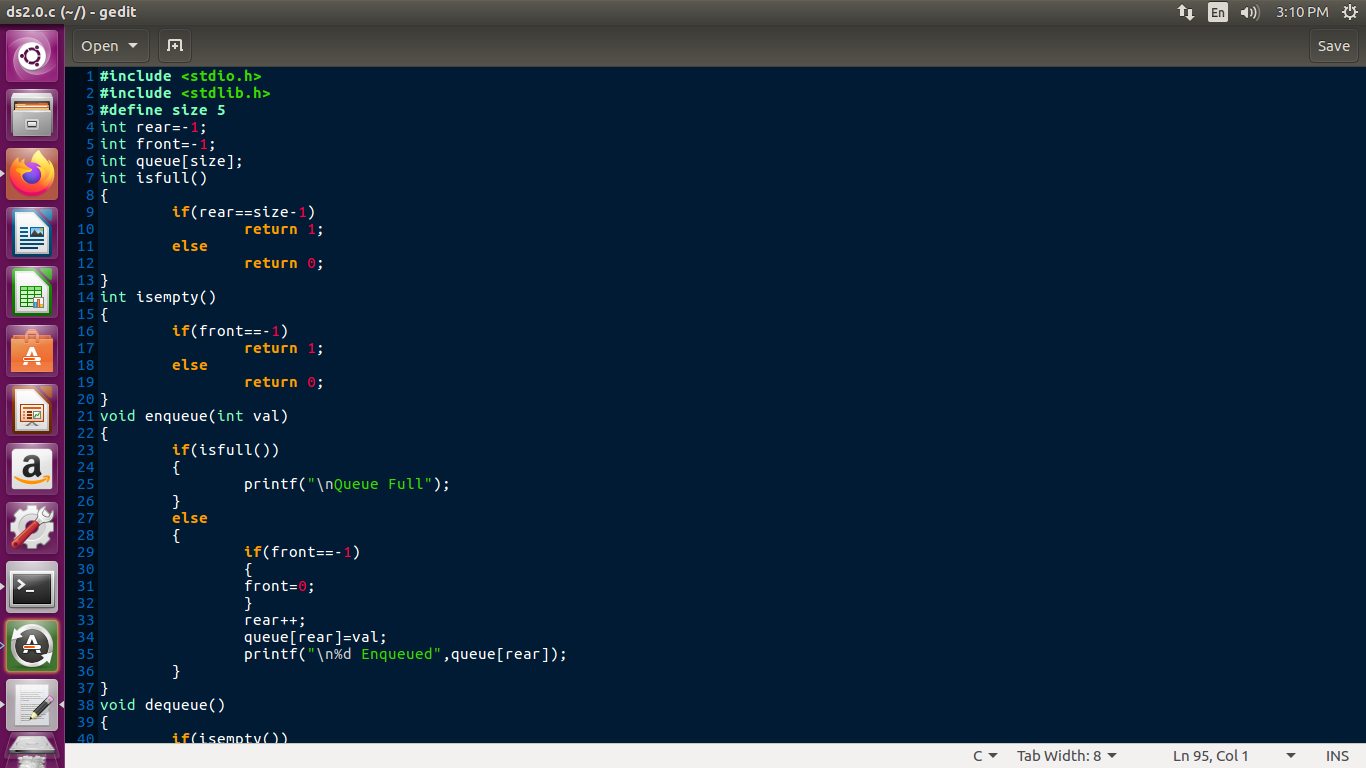 ds2.0.c (~/) - gedit
En
3:10 PM
Open
Save
1 #include <stdio.h>
2 #include <stdlib.h>
3 #define size 5
4 int rear=-1;
5 int front=-1;
6 int queue[size];
7 int isfull()
8 {
9         if(rear==size-1)
10                 return 1;
11         else
12                 return 0;
13 }
14 int isempty()
15 {
16         if(front==-1)
17                 return 1;
18         else
19                 return 0;
20 }
21 void enqueue(int val)
22 {
23         if(isfull())
24         {
25                 printf("\nQueue Full");
26         }
27         else
28         {
29                 if(front==-1)
30                 {
31                 front=0;
32                 }
33                 rear++;
34                 queue[rear]=val;
35                 printf("\n%d Enqueued",queue[rear]);
36         }
37 }
38 void dequeue()
39 {
40         if(isempty())
C
Tab Width: 8
Ln 95, Col 1
INS